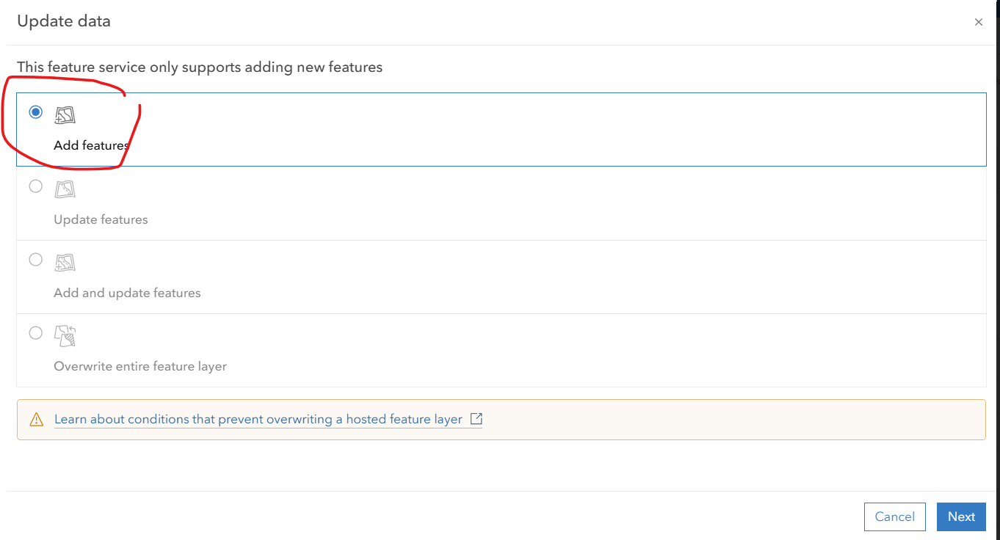 Update data
This feature service only supports adding new features
Add features
Update features
Add and update features
Overwrite entire feature layer
Learn about conditions that prevent overwriting a hosted feature layer
Cancel
Next